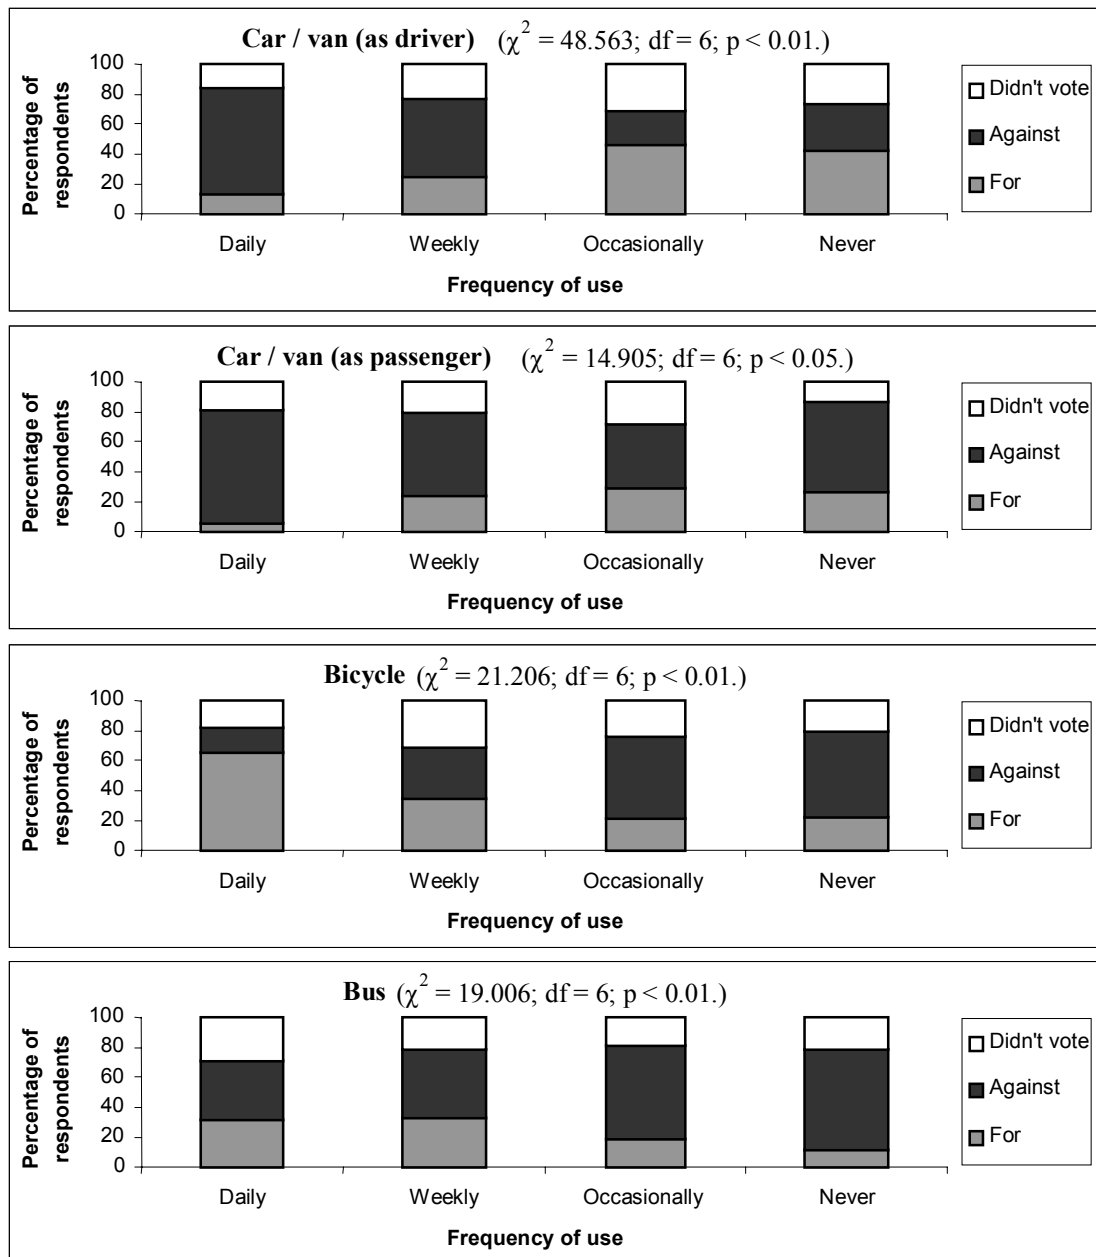 Car / van (as driver) (χ² = 48.563; df = 6; p < 0.01.)
Percentage of
respondents
100
80
60
40
20
0
Daily Weekly Occasionally Never
Frequency of use
Didn't vote
Against
For
Car / van (as passenger) (χ² = 14.905; df = 6; p < 0.05.)
Percentage of
respondents
100
80
60
40
20
0
Daily Weekly Occasionally Never
Frequency of use
Didn't vote
Against
For
Bicycle (χ² = 21.206; df = 6; p < 0.01.)
Percentage of
respondents
100
80
60
40
20
0
Daily Weekly Occasionally Never
Frequency of use
Didn't vote
Against
For
Bus (χ² = 19.006; df = 6; p < 0.01.)
Percentage of
respondents
100
80
60
40
20
0
Daily Weekly Occasionally Never
Frequency of use
Didn't vote
Against
For